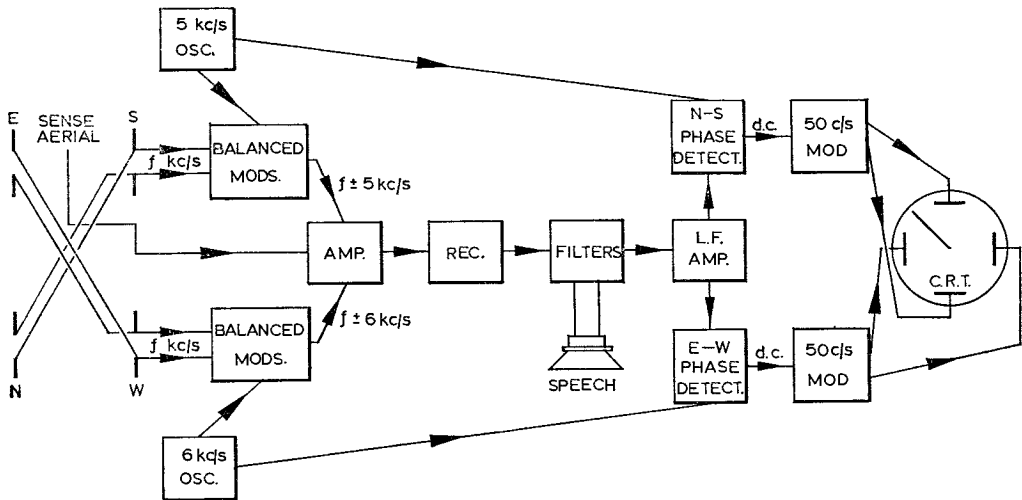 5 kc/s
OSC.
E
SENSE
AERIAL
S
f kc/s
BALANCED
MODS.
f ± 5 kc/s
N-S
PHASE
DETECT.
d.c.
50 c/s
MOD
AMP.
REC.
FILTERS
L.F.
AMP.
C.R.T.
f kc/s
BALANCED
MODS.
f ± 6 kc/s
N
W
SPEECH
E-W
PHASE
DETECT.
d.c.
50 c/s
MOD
6 kc/s
OSC.